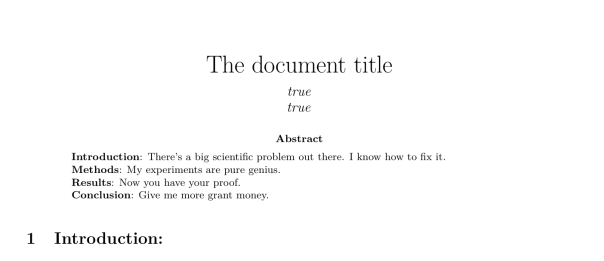 The document title
true
true
Abstract
Introduction: There's a big scientific problem out there. I know how to fix it.
Methods: My experiments are pure genius.
Results: Now you have your proof.
Conclusion: Give me more grant money.
1 Introduction: